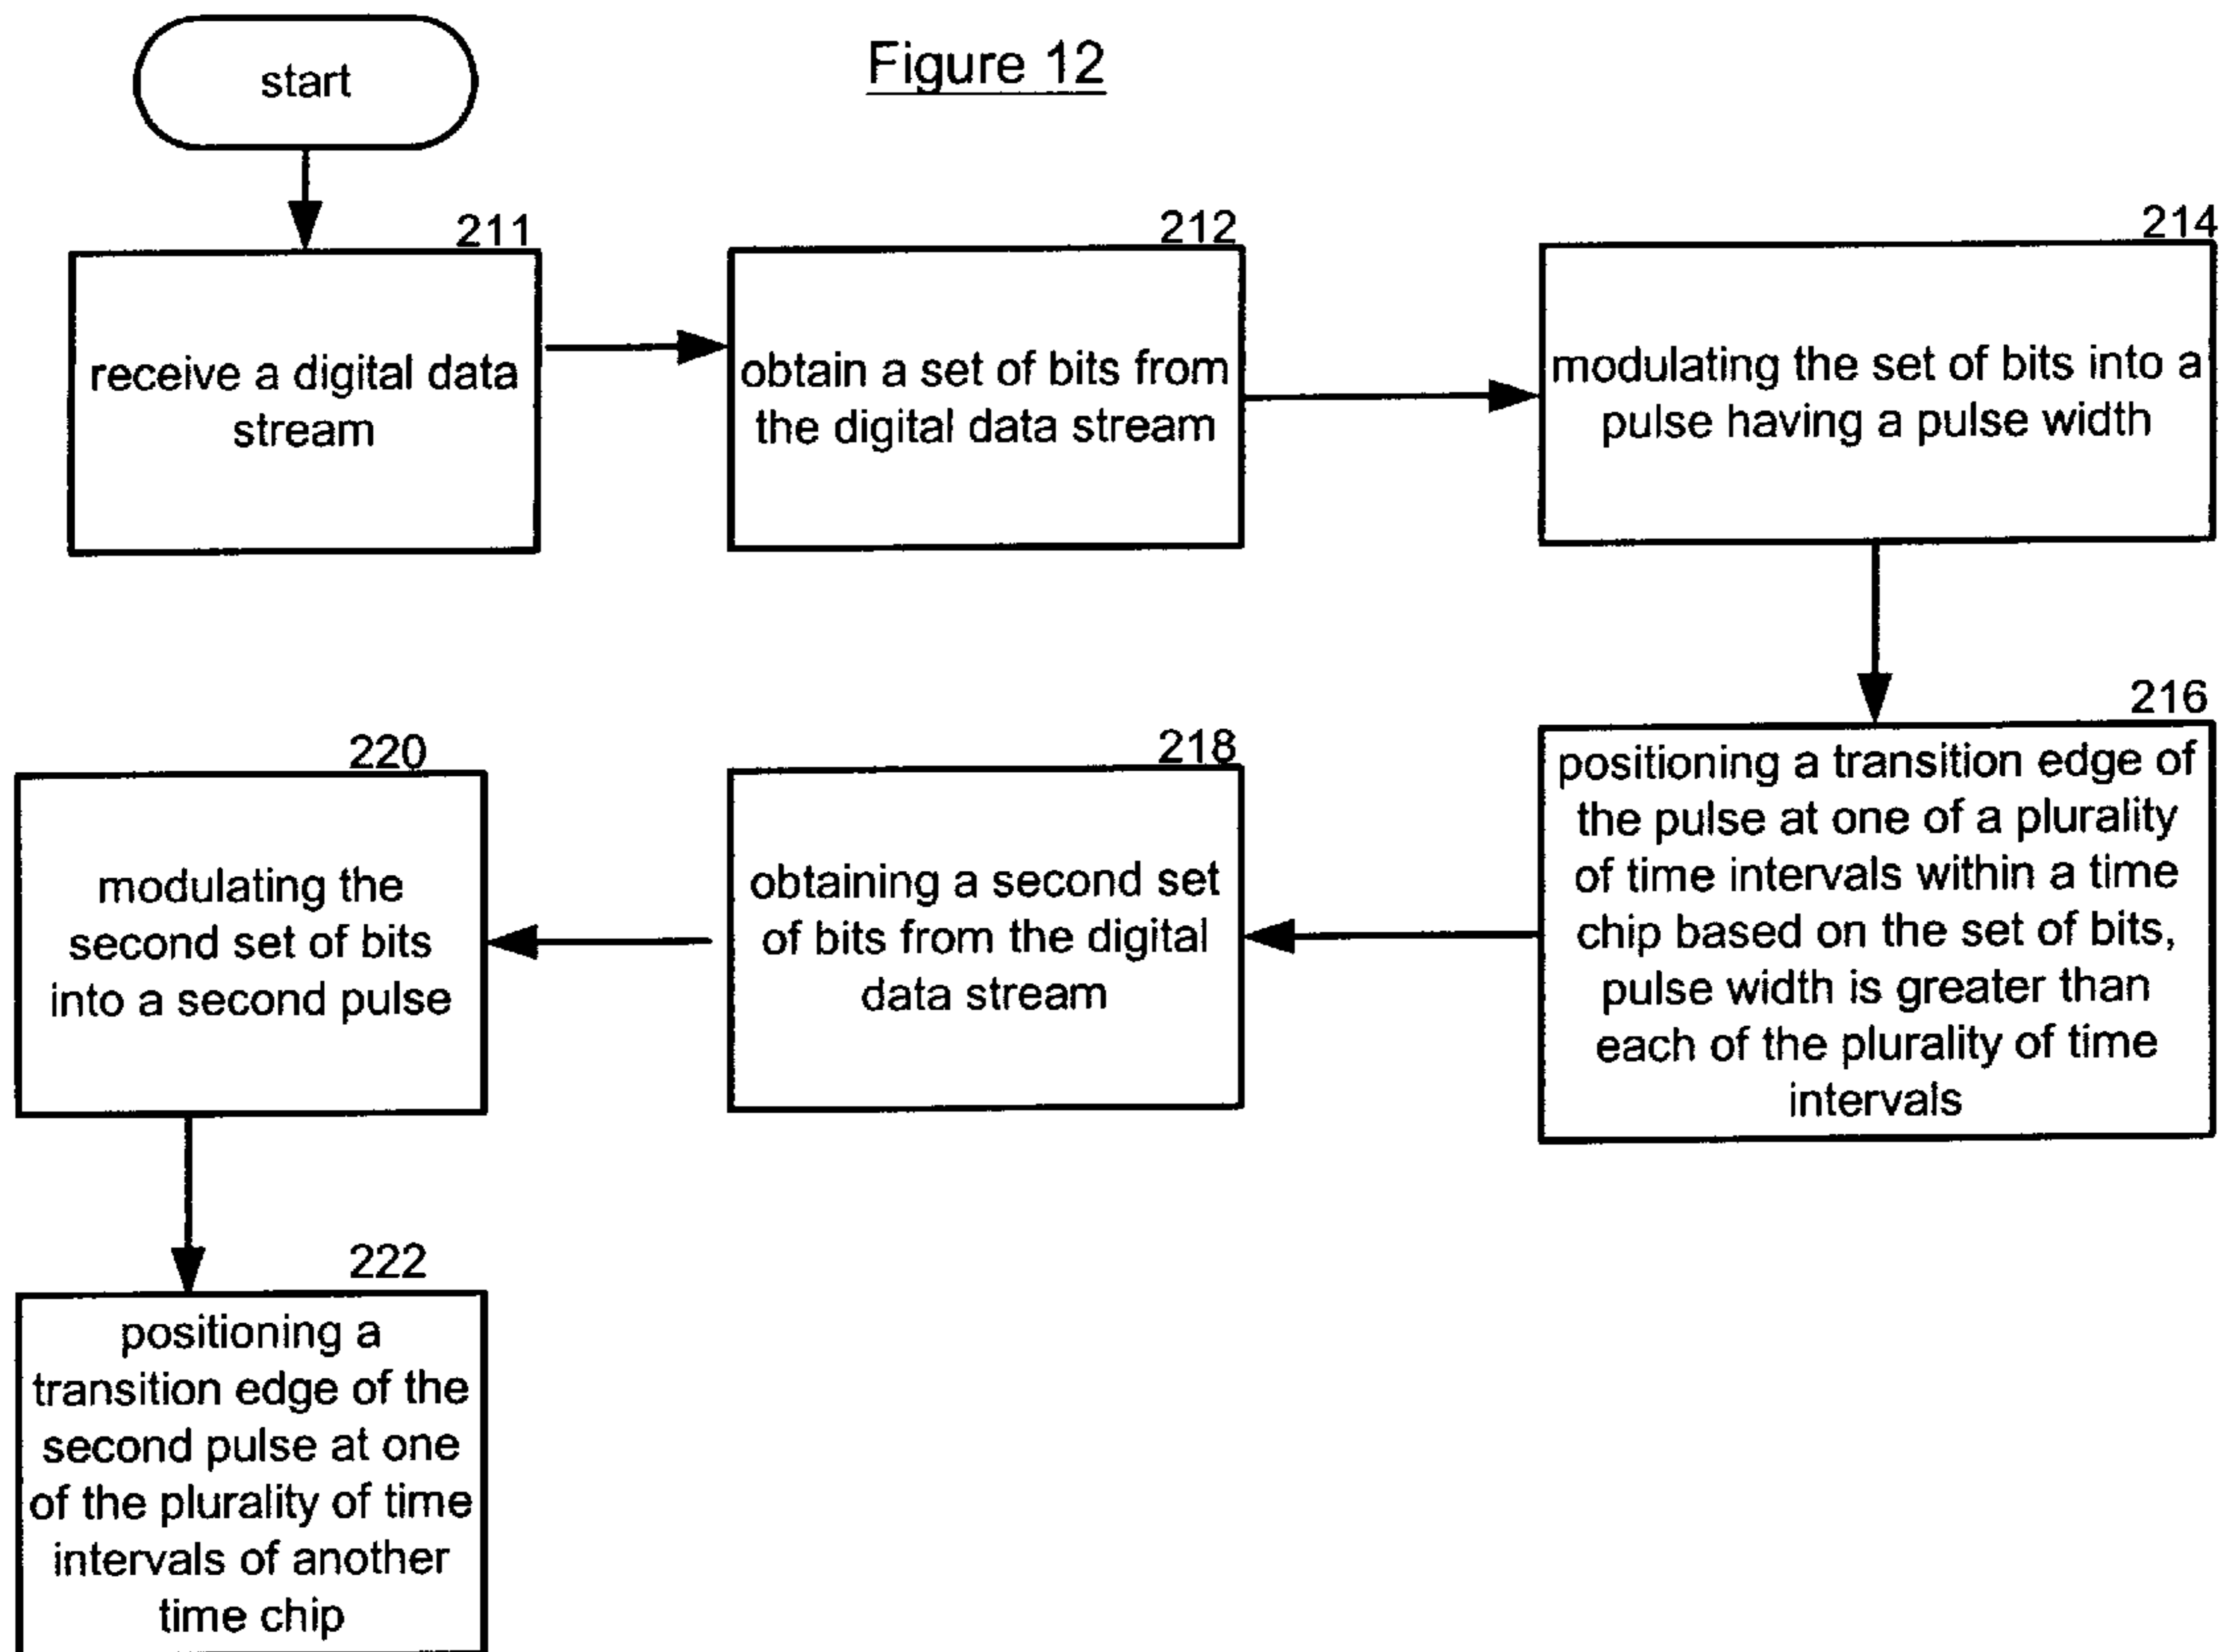 Figure 12
start
211
receive a digital data
stream
212
obtain a set of bits from
the digital data stream
214
modulating the set of bits into a
pulse having a pulse width
216
positioning a transition edge of
the pulse at one of a plurality
of time intervals within a time
chip based on the set of bits,
pulse width is greater than
each of the plurality of time
intervals
218
obtaining a second set
of bits from the digital
data stream
220
modulating the
second set of bits
into a second pulse
222
positioning a
transition edge of the
second pulse at one
of the plurality of time
intervals of another
time chip